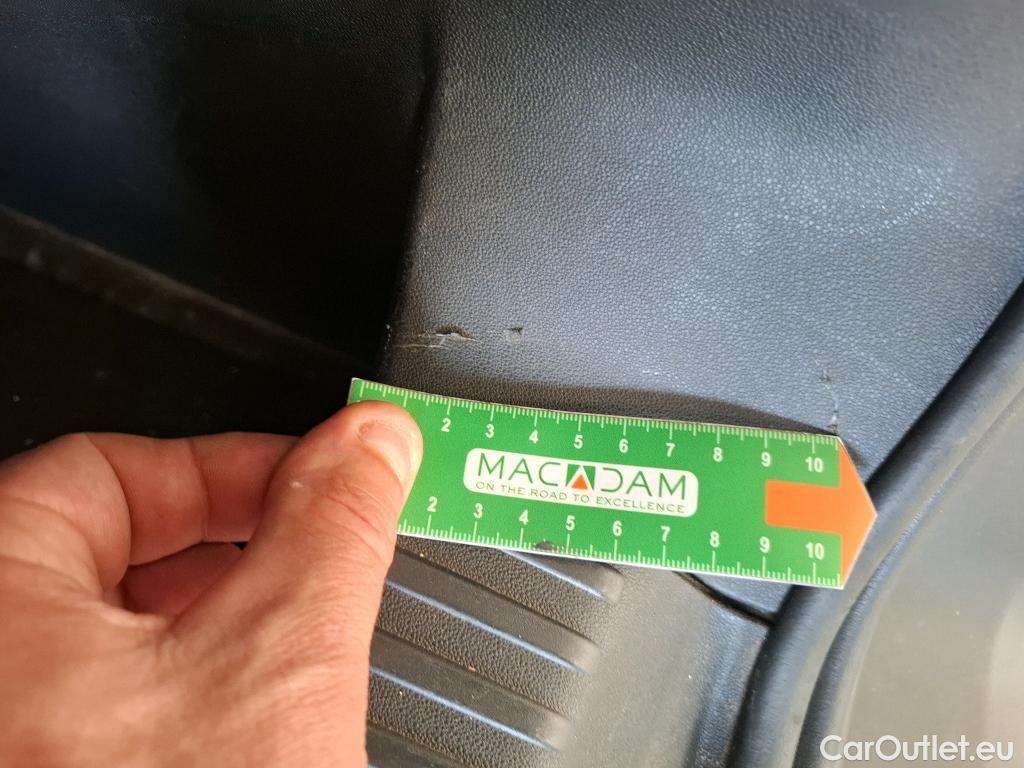 2 3 4 5 6 7 8 9 10
MACADAM
ON THE ROAD TO EXCELLENCE
2 3 4 5 6 7 8 9 10
CarOutlet.eu